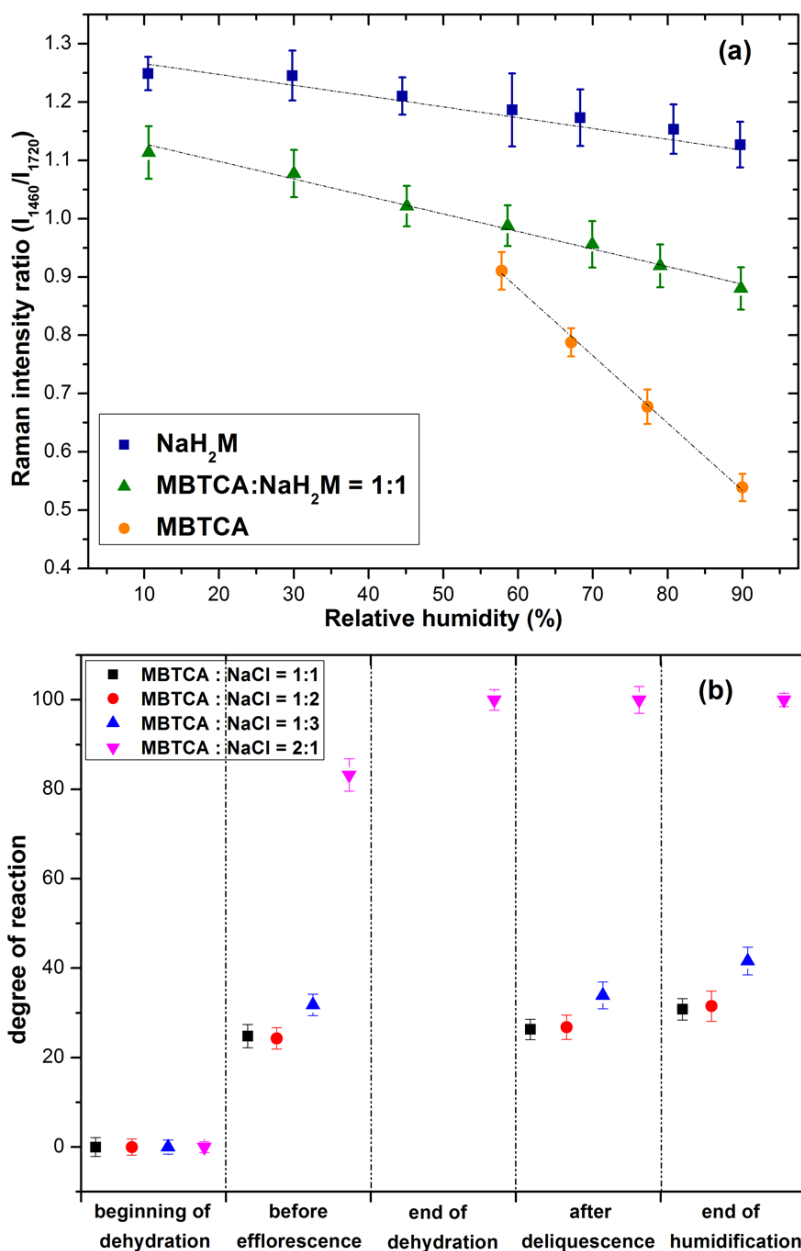 (a)
Raman intensity ratio (I1460/I1720)
1.3
1.2
1.1
1.0
0.9
0.8
0.7
0.6
0.5
0.4
NaH2M
MBTCA:NaH2M = 1:1
MBTCA
10 20 30 40 50 60 70 80 90
Relative humidity (%)
(b)
MBTCA : NaCl = 1:1
MBTCA : NaCl = 1:2
MBTCA : NaCl = 1:3
MBTCA : NaCl = 2:1
degree of reaction
100
80
60
40
20
0
beginning of dehydration
before efflorescence
end of dehydration
after deliquescence
end of humidification